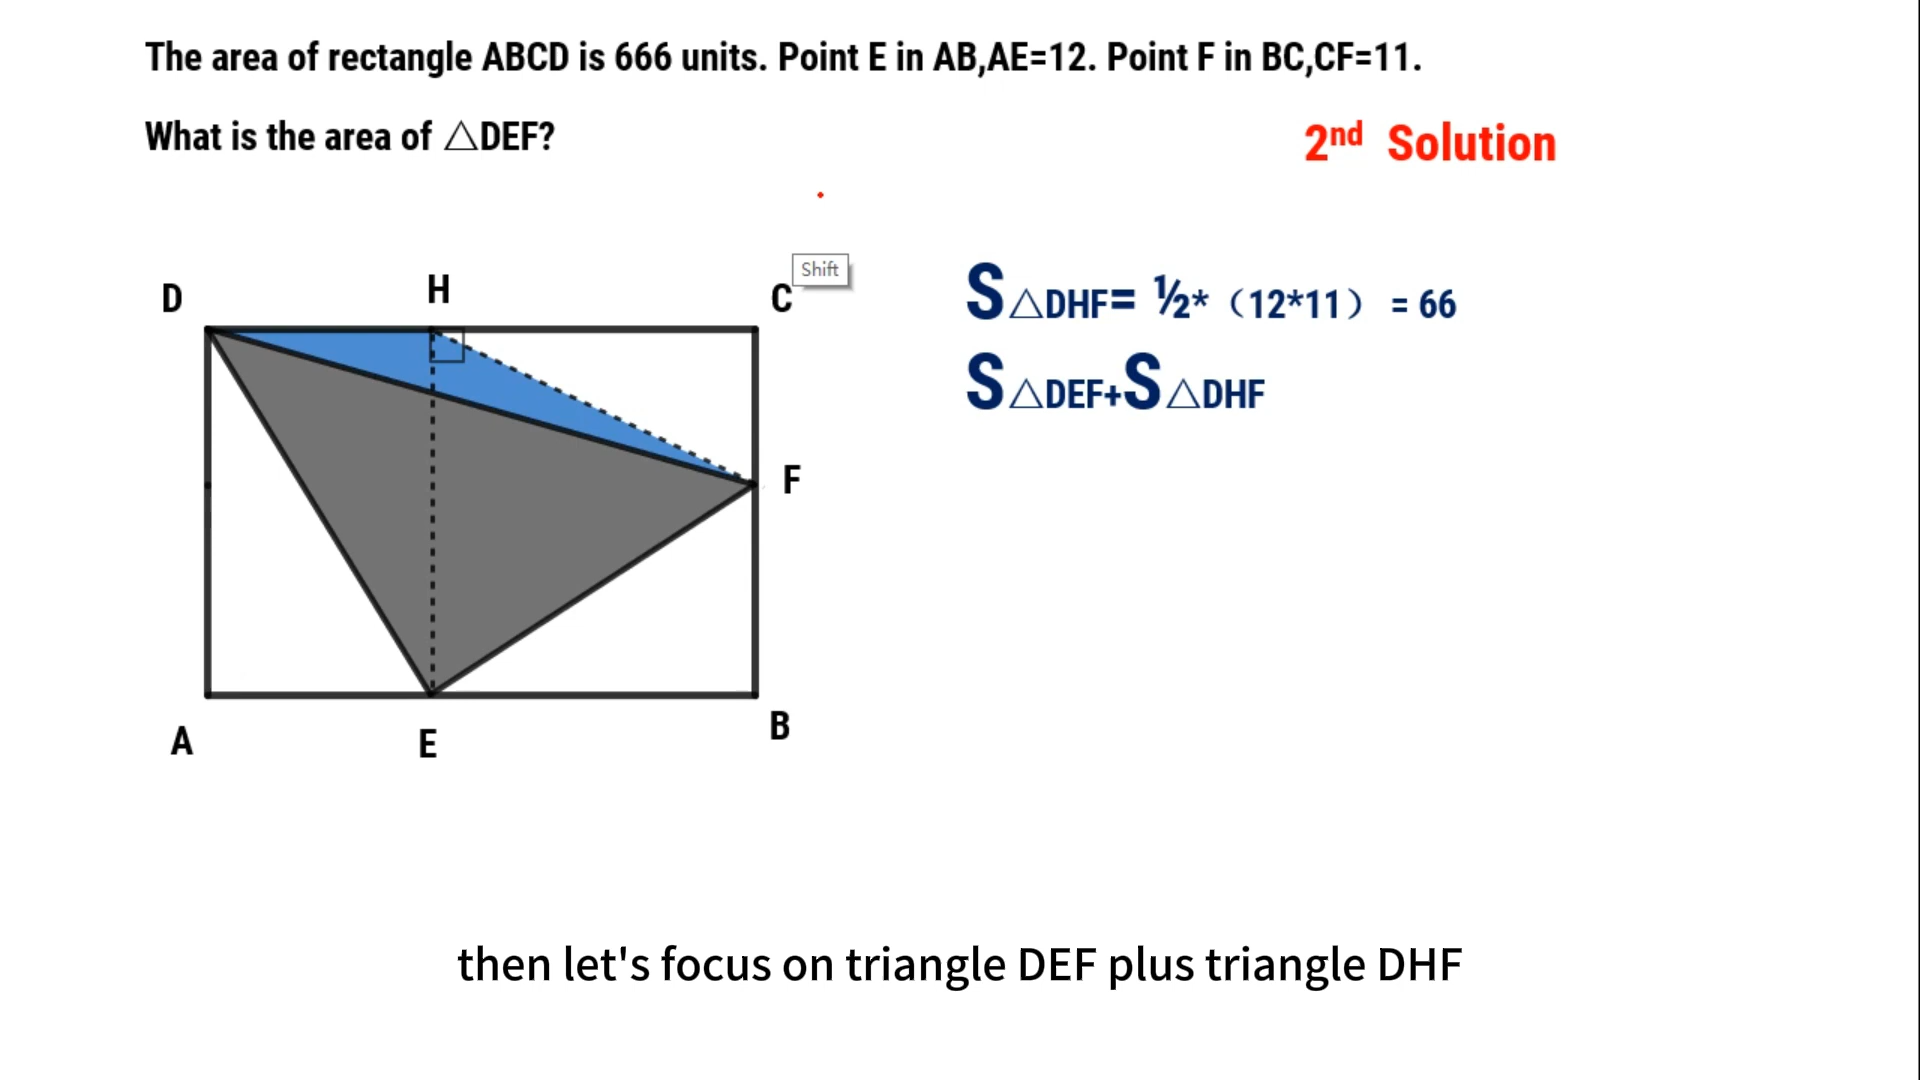 The area of rectangle ABCD is 666 units. Point E in AB,AE=12. Point F in BC,CF=11.
What is the area of △DEF?
2nd Solution
Shift
D
H
C
S△DHF= ½* （12*11） = 66
S△DEF+S△DHF
F
A
E
B
then let's focus on triangle DEF plus triangle DHF